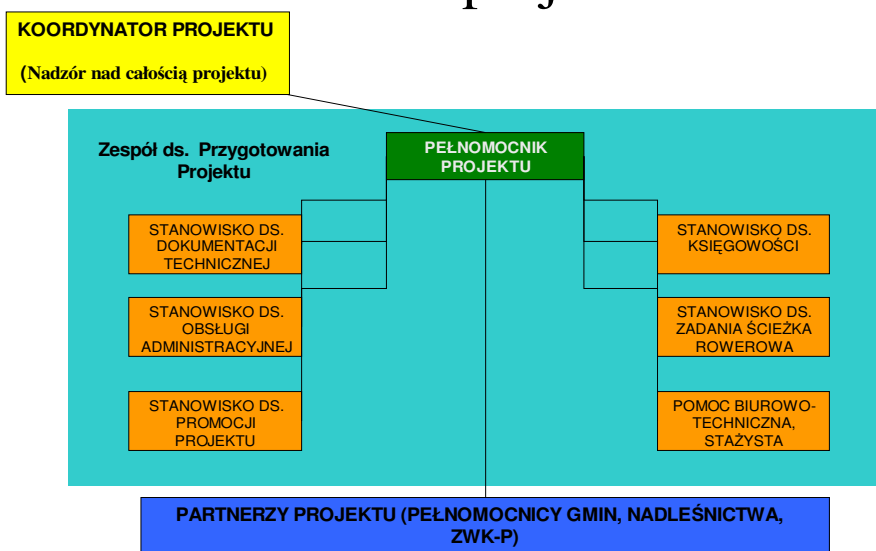 KOORDYNATOR PROJEKTU
(Nadzór nad całością projektu)
Zespół ds. Przygotowania
Projektu
PEŁNOMOCNIK
PROJEKTU
STANOWISKO DS.
DOKUMENTACJI
TECHNICZNEJ
STANOWISKO DS.
KSIĘGOWOŚCI
STANOWISKO DS.
OBSŁUGI
ADMINISTRACYJNEJ
STANOWISKO DS.
ZADANIA ŚCIEŻKA
ROWEROWA
STANOWISKO DS.
PROMOCJI
PROJEKTU
POMOC BIUROWO-
TECHNICZNA,
STAŻYSTA
PARTNERZY PROJEKTU (PEŁNOMOCNICY GMIN, NADLEŚNICTWA,
ZWK-P)